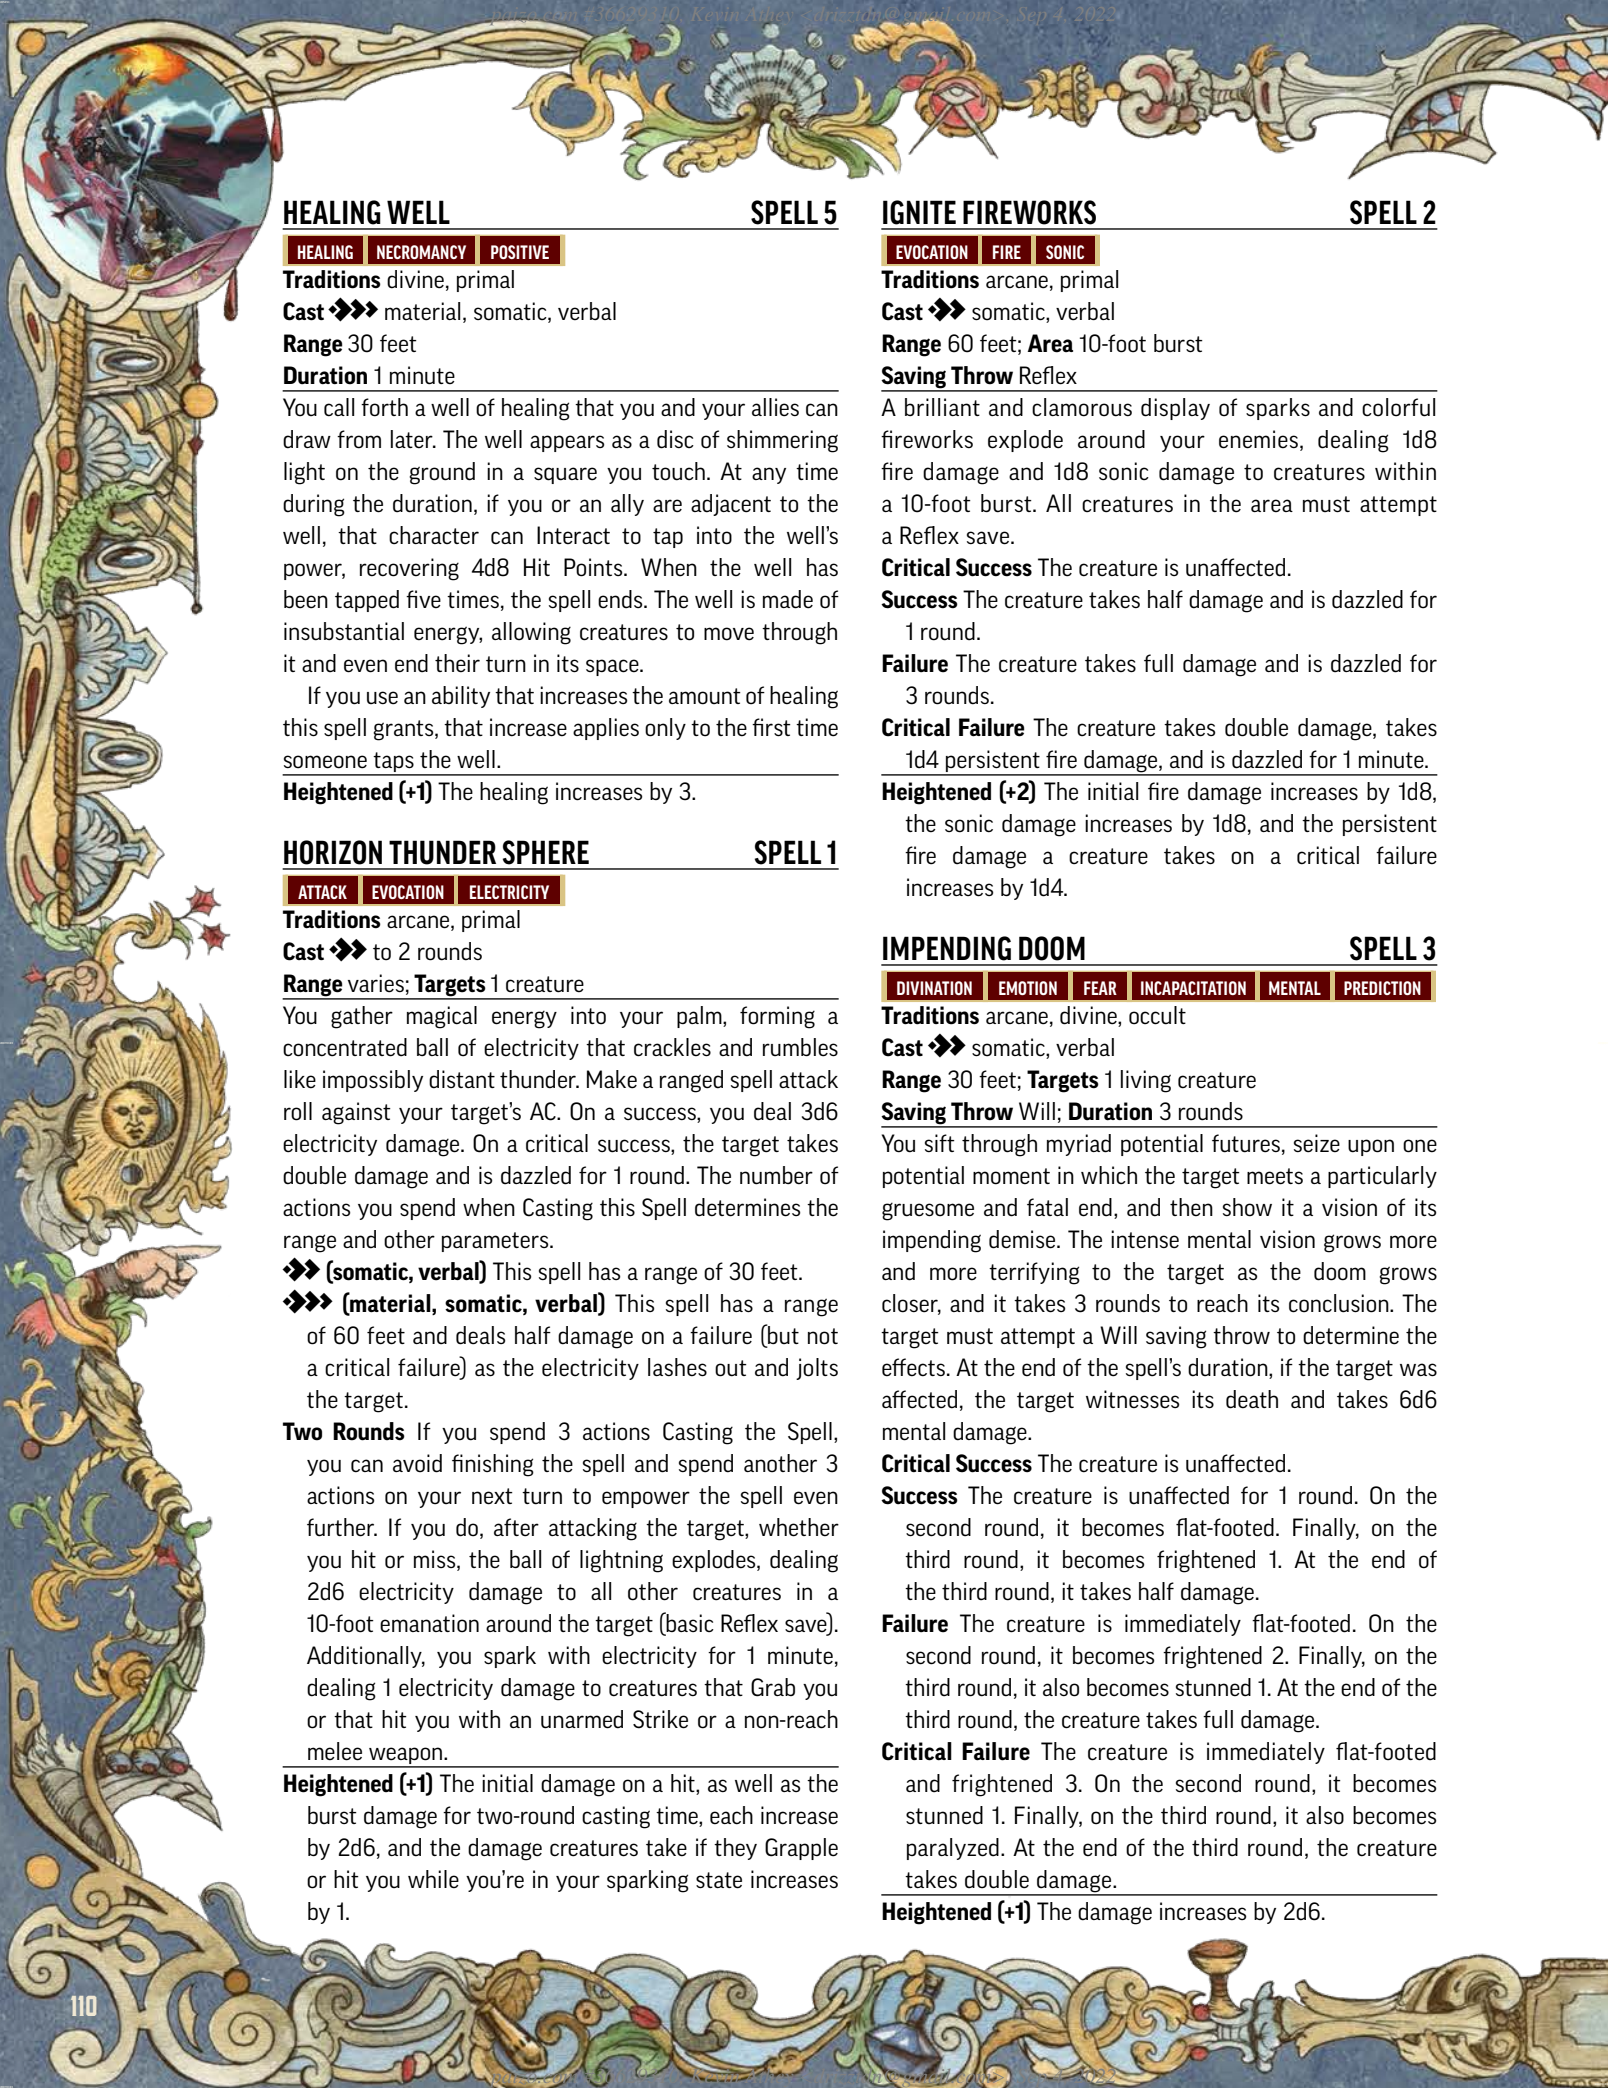 HEALING WELL SPELL 5
HEALING NECROMANCY POSITIVE
Traditions divine, primal
Cast material, somatic, verbal
Range 30 feet
Duration 1 minute
You call forth a well of healing that you and your allies can
draw from later. The well appears as a disc of shimmering
light on the ground in a square you touch. At any time
during the duration, if you or an ally are adjacent to the
well, that character can Interact to tap into the well's
power, recovering 4d8 Hit Points. When the well has
been tapped five times, the spell ends. The well is made of
insubstantial energy, allowing creatures to move through
it and even end their turn in its space.
If you use an ability that increases the amount of healing
this spell grants, that increase applies only to the first time
someone taps the well.
Heightened (+1) The healing increases by 3.
HORIZON THUNDER SPHERE SPELL 1
ATTACK EVOCATION ELECTRICITY
Traditions arcane, primal
Cast to 2 rounds
Range varies; Targets 1 creature
You gather magical energy into your palm, forming a
concentrated ball of electricity that crackles and rumbles
like impossibly distant thunder. Make a ranged spell attack
roll against your target's AC. On a success, you deal 3d6
electricity damage. On a critical success, the target takes
double damage and is dazzled for 1 round. The number of
actions you spend when Casting this Spell determines the
range and other parameters.
(somatic, verbal) This spell has a range of 30 feet.
(material, somatic, verbal) This spell has a range
of 60 feet and deals half damage on a failure (but not
a critical failure) as the electricity lashes out and jolts
the target.
Two Rounds If you spend 3 actions Casting the Spell,
you can avoid finishing the spell and spend another 3
actions on your next turn to empower the spell even
further. If you do, after attacking the target, whether
you hit or miss, the ball of lightning explodes, dealing
2d6 electricity damage to all other creatures in a
10-foot emanation around the target (basic Reflex save).
Additionally, you spark with electricity for 1 minute,
dealing 1 electricity damage to creatures that Grab you
or that hit you with an unarmed Strike or a non-reach
melee weapon.
Heightened (+1) The initial damage on a hit, as well as the
burst damage for two-round casting time, each increase
by 2d6, and the damage creatures take if they Grapple
or hit you while you're in your sparking state increases
by 1.
IGNITE FIREWORKS SPELL 2
EVOCATION FIRE SONIC
Traditions arcane, primal
Cast somatic, verbal
Range 60 feet; Area 10-foot burst
Saving Throw Reflex
A brilliant and clamorous display of sparks and colorful
fireworks explode around your enemies, dealing 1d8
fire damage and 1d8 sonic damage to creatures within
a 10-foot burst. All creatures in the area must attempt
a Reflex save.
Critical Success The creature is unaffected.
Success The creature takes half damage and is dazzled for
1 round.
Failure The creature takes full damage and is dazzled for
3 rounds.
Critical Failure The creature takes double damage, takes
1d4 persistent fire damage, and is dazzled for 1 minute.
Heightened (+2) The initial fire damage increases by 1d8,
the sonic damage increases by 1d8, and the persistent
fire damage a creature takes on a critical failure
increases by 1d4.
IMPENDING DOOM SPELL 3
DIVINATION EMOTION FEAR INCAPACITATION MENTAL PREDICTION
Traditions arcane, divine, occult
Cast somatic, verbal
Range 30 feet; Targets 1 living creature
Saving Throw Will; Duration 3 rounds
You sift through myriad potential futures, seize upon one
potential moment in which the target meets a particularly
gruesome and fatal end, and then show it a vision of its
impending demise. The intense mental vision grows more
and more terrifying to the target as the doom grows
closer, and it takes 3 rounds to reach its conclusion. The
target must attempt a Will saving throw to determine the
effects. At the end of the spell's duration, if the target was
affected, the target witnesses its death and takes 6d6
mental damage.
Critical Success The creature is unaffected.
Success The creature is unaffected for 1 round. On the
second round, it becomes flat-footed. Finally, on the
third round, it becomes frightened 1. At the end of
the third round, it takes half damage.
Failure The creature is immediately flat-footed. On the
second round, it becomes frightened 2. Finally, on the
third round, it also becomes stunned 1. At the end of the
third round, the creature takes full damage.
Critical Failure The creature is immediately flat-footed
and frightened 3. On the second round, it becomes
stunned 1. Finally, on the third round, it also becomes
paralyzed. At the end of the third round, the creature
takes double damage.
Heightened (+1) The damage increases by 2d6.
110